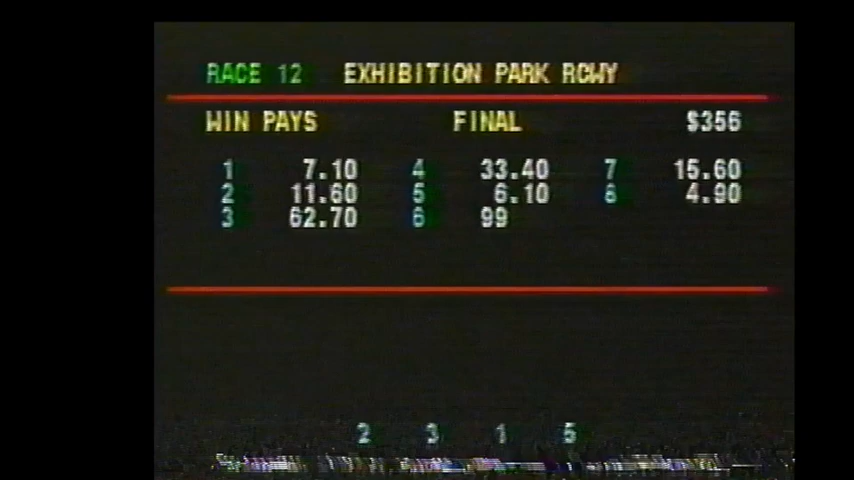 RACE 12 EXHIBITION PARK RCWY
WIN PAYS FINAL $356
1 7.10 4 33.40 7 15.60
2 11.60 5 6.10 8 4.90
3 62.70 6 99
2 3 1 5